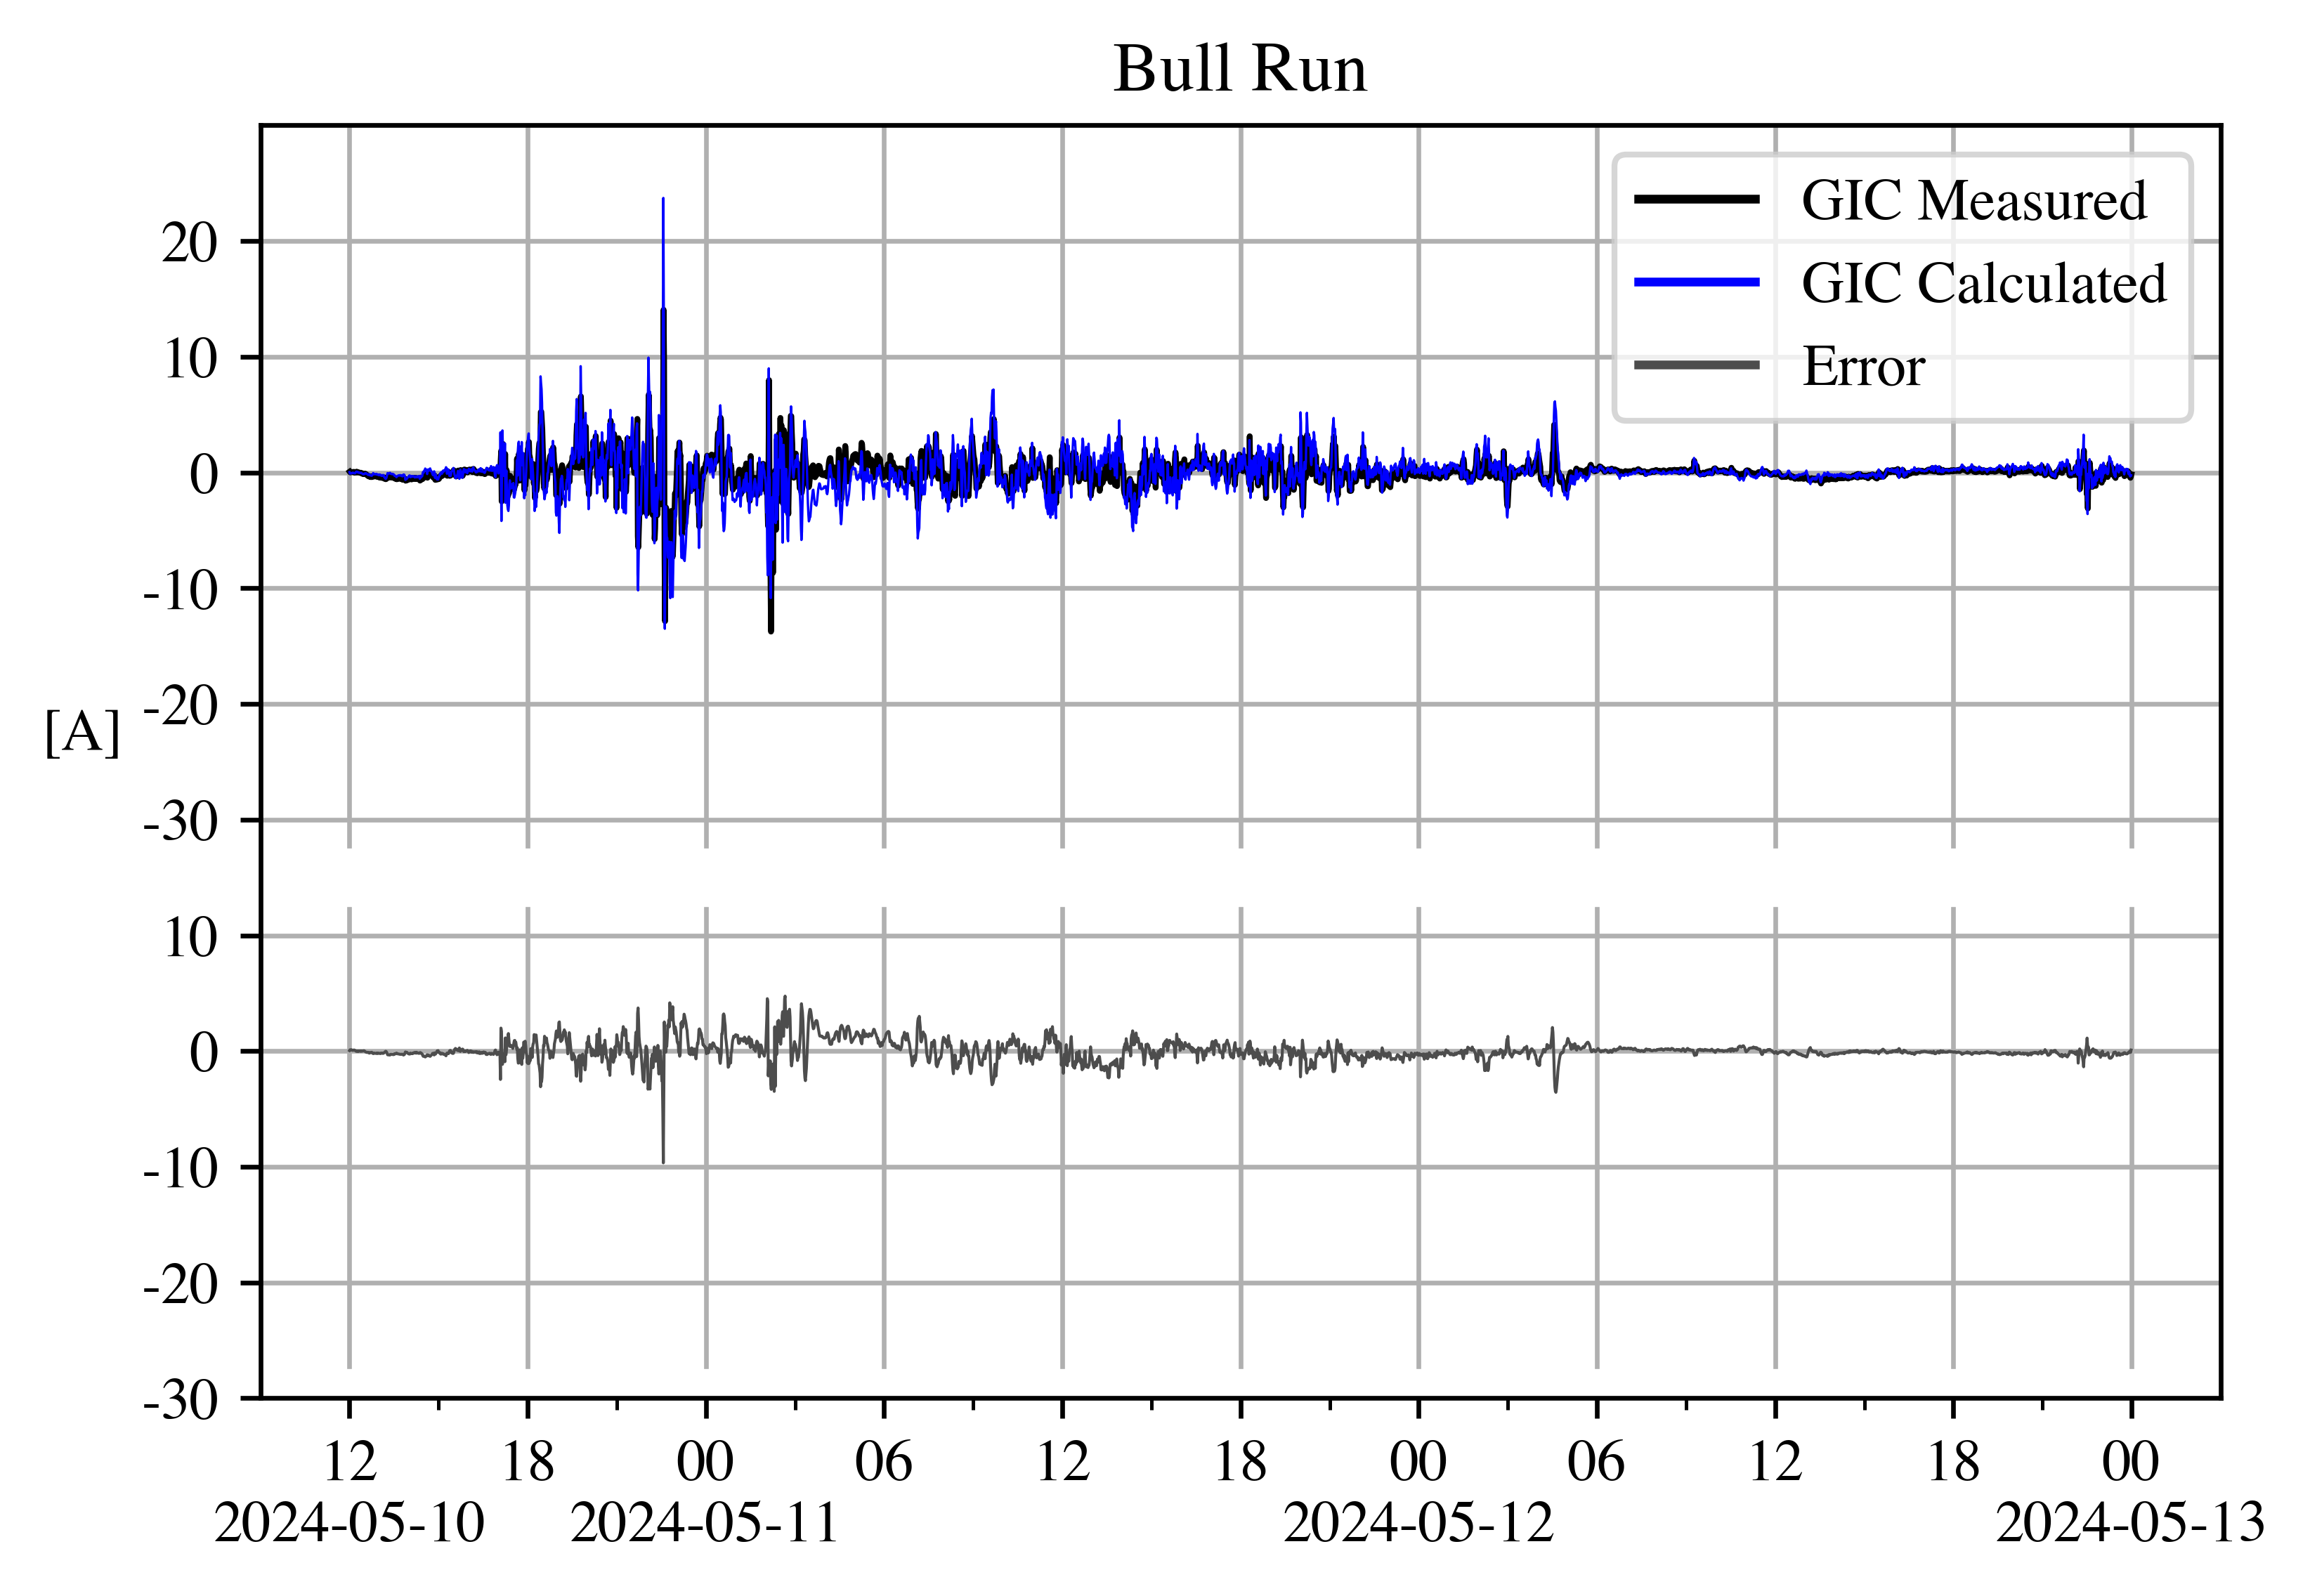 Bull Run
GIC Measured
GIC Calculated
Error
20
10
0
-10
-20
-30
[A]
10
0
-10
-20
-30
12 18 00 06 12 18 00 06 12 18 00
2024-05-10 2024-05-11 2024-05-12 2024-05-13